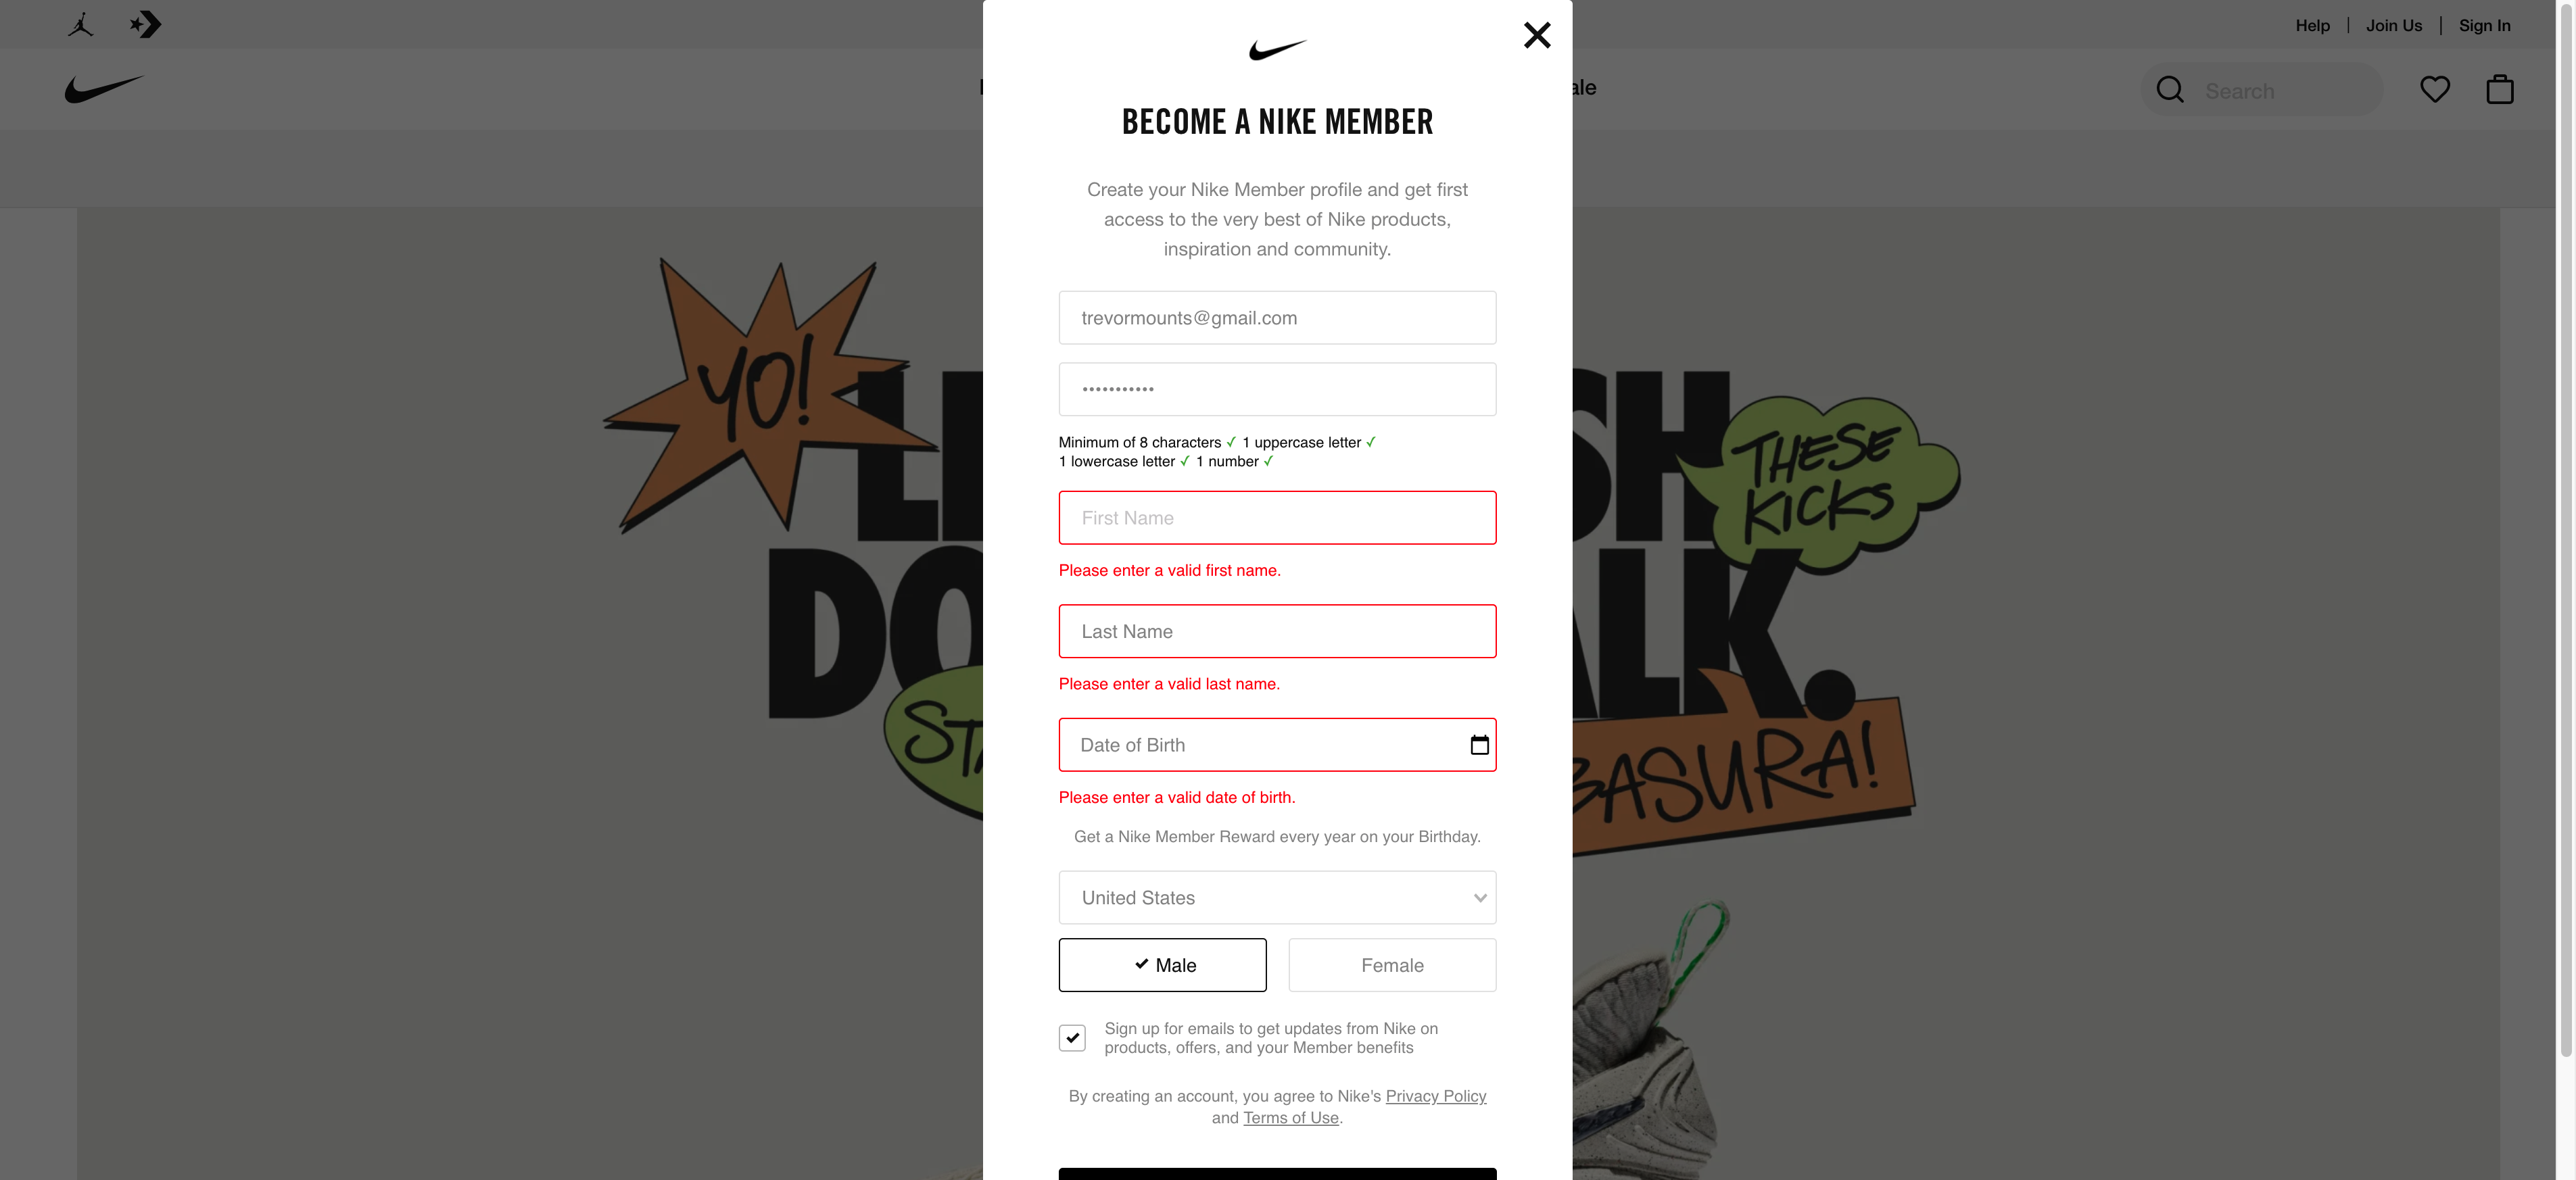 Help | Join Us | Sign In
ale
Search
BECOME A NIKE MEMBER
Create your Nike Member profile and get first
access to the very best of Nike products,
inspiration and community.
trevormounts@gmail.com
•••••••••••
Minimum of 8 characters ✓ 1 uppercase letter ✓
1 lowercase letter ✓ 1 number ✓
First Name
Please enter a valid first name.
Last Name
Please enter a valid last name.
Date of Birth
Please enter a valid date of birth.
Get a Nike Member Reward every year on your Birthday.
United States
Male
Female
Sign up for emails to get updates from Nike on
products, offers, and your Member benefits
By creating an account, you agree to Nike's Privacy Policy
and Terms of Use.
YO!
SH
THESE
KICKS
DO
ALK.
BASURA!